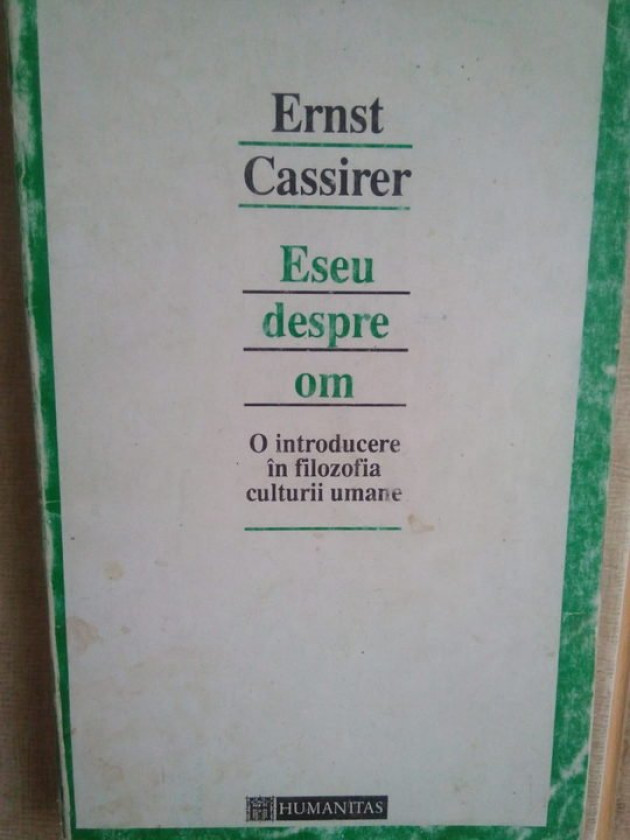 Ernst
Cassirer
Eseu
despre
om
O introducere
în filozofia
culturii umane
HUMANITAS